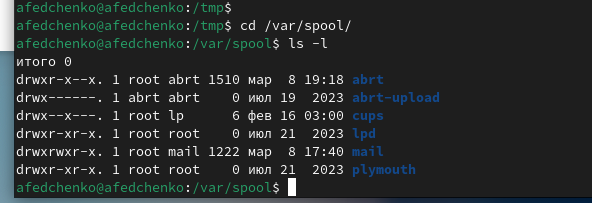 afedchenko@afedchenko:/tmp$
afedchenko@afedchenko:/tmp$ cd /var/spool/
afedchenko@afedchenko:/var/spool$ ls -l
итого 0
drwxr-x--x. 1 root abrt 1510 мар  8 19:18 abrt
drwx------. 1 abrt abrt    0 июл 19  2023 abrt-upload
drwx--x---. 1 root lp      6 фев 16 03:00 cups
drwxr-xr-x. 1 root root    0 июл 21  2023 lpd
drwxrwxr-x. 1 root mail 1222 мар  8 17:40 mail
drwxr-xr-x. 1 root root    0 июл 21  2023 plymouth
afedchenko@afedchenko:/var/spool$